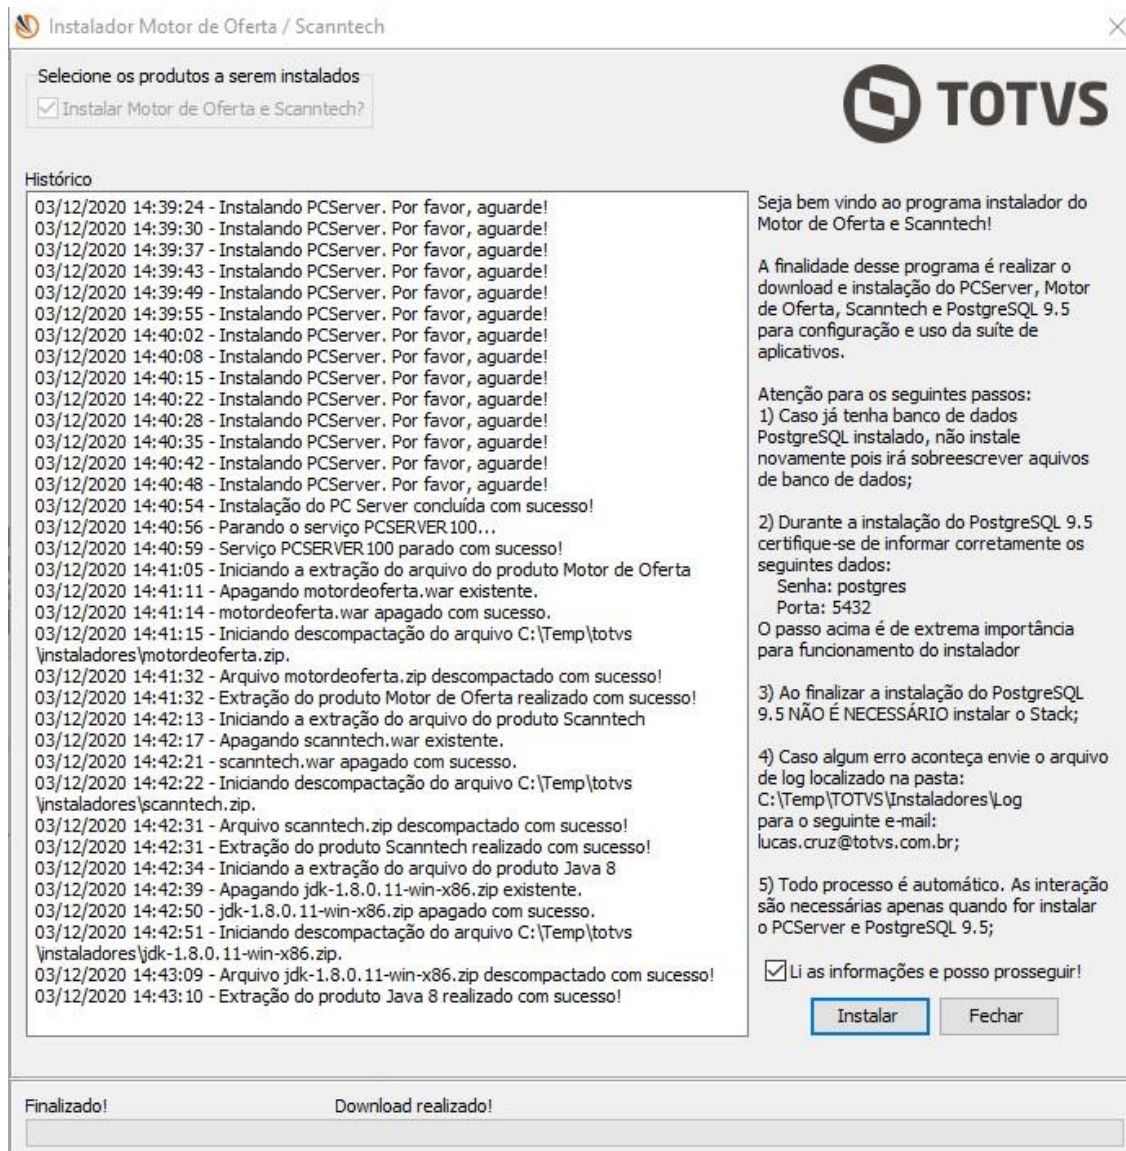 Instalador Motor de Oferta / Scanntech
Selecione os produtos a serem instalados
Instalar Motor de Oferta e Scanntech?
TOTVS
Histórico
03/12/2020 14:39:24 - Instalando PCServer. Por favor, aguarde!
03/12/2020 14:39:30 - Instalando PCServer. Por favor, aguarde!
03/12/2020 14:39:37 - Instalando PCServer. Por favor, aguarde!
03/12/2020 14:39:43 - Instalando PCServer. Por favor, aguarde!
03/12/2020 14:39:49 - Instalando PCServer. Por favor, aguarde!
03/12/2020 14:39:55 - Instalando PCServer. Por favor, aguarde!
03/12/2020 14:40:02 - Instalando PCServer. Por favor, aguarde!
03/12/2020 14:40:08 - Instalando PCServer. Por favor, aguarde!
03/12/2020 14:40:15 - Instalando PCServer. Por favor, aguarde!
03/12/2020 14:40:22 - Instalando PCServer. Por favor, aguarde!
03/12/2020 14:40:28 - Instalando PCServer. Por favor, aguarde!
03/12/2020 14:40:35 - Instalando PCServer. Por favor, aguarde!
03/12/2020 14:40:42 - Instalando PCServer. Por favor, aguarde!
03/12/2020 14:40:48 - Instalando PCServer. Por favor, aguarde!
03/12/2020 14:40:54 - Instalação do PC Server concluída com sucesso!
03/12/2020 14:40:56 - Parando o serviço PCSERVER100...
03/12/2020 14:40:59 - Serviço PCSERVER100 parado com sucesso!
03/12/2020 14:41:05 - Iniciando a extração do arquivo do produto Motor de Oferta
03/12/2020 14:41:11 - Apagando motordeoferta.war existente.
03/12/2020 14:41:14 - motordeoferta.war apagado com sucesso.
03/12/2020 14:41:15 - Iniciando descompactação do arquivo C:\Temp\totvs
\instaladores\motordeoferta.zip.
03/12/2020 14:41:32 - Arquivo motordeoferta.zip descompactado com sucesso!
03/12/2020 14:41:32 - Extração do produto Motor de Oferta realizado com sucesso!
03/12/2020 14:42:13 - Iniciando a extração do arquivo do produto Scanntech
03/12/2020 14:42:17 - Apagando scanntech.war existente.
03/12/2020 14:42:21 - scanntech.war apagado com sucesso.
03/12/2020 14:42:22 - Iniciando descompactação do arquivo C:\Temp\totvs
\instaladores\scanntech.zip.
03/12/2020 14:42:31 - Arquivo scanntech.zip descompactado com sucesso!
03/12/2020 14:42:31 - Extração do produto Scanntech realizado com sucesso!
03/12/2020 14:42:34 - Iniciando a extração do arquivo do produto Java 8
03/12/2020 14:42:39 - Apagando jdk-1.8.0.11-win-x86.zip existente.
03/12/2020 14:42:50 - jdk-1.8.0.11-win-x86.zip apagado com sucesso.
03/12/2020 14:42:51 - Iniciando descompactação do arquivo C:\Temp\totvs
\instaladores\jdk-1.8.0.11-win-x86.zip.
03/12/2020 14:43:09 - Arquivo jdk-1.8.0.11-win-x86.zip descompactado com sucesso!
03/12/2020 14:43:10 - Extração do produto Java 8 realizado com sucesso!
Seja bem vindo ao programa instalador do
Motor de Oferta e Scanntech!
A finalidade desse programa é realizar o
download e instalação do PCServer, Motor
de Oferta, Scanntech e PostgreSQL 9.5
para configuração e uso da suíte de
aplicativos.
Atenção para os seguintes passos:
1) Caso já tenha banco de dados
PostgreSQL instalado, não instale
novamente pois irá sobreescrever aquivos
de banco de dados;
2) Durante a instalação do PostgreSQL 9.5
certifique-se de informar corretamente os
seguintes dados:
Senha: postgres
Porta: 5432
O passo acima é de extrema importância
para funcionamento do instalador
3) Ao finalizar a instalação do PostgreSQL
9.5 NÃO É NECESSÁRIO instalar o Stack;
4) Caso algum erro aconteça envie o arquivo
de log localizado na pasta:
C:\Temp\TOTVS\Instaladores\Log
para o seguinte e-mail:
lucas.cruz@totvs.com.br;
5) Todo processo é automático. As interação
são necessárias apenas quando for instalar
o PCServer e PostgreSQL 9.5;
Li as informações e posso prosseguir!
Instalar
Fechar
Finalizado!
Download realizado!